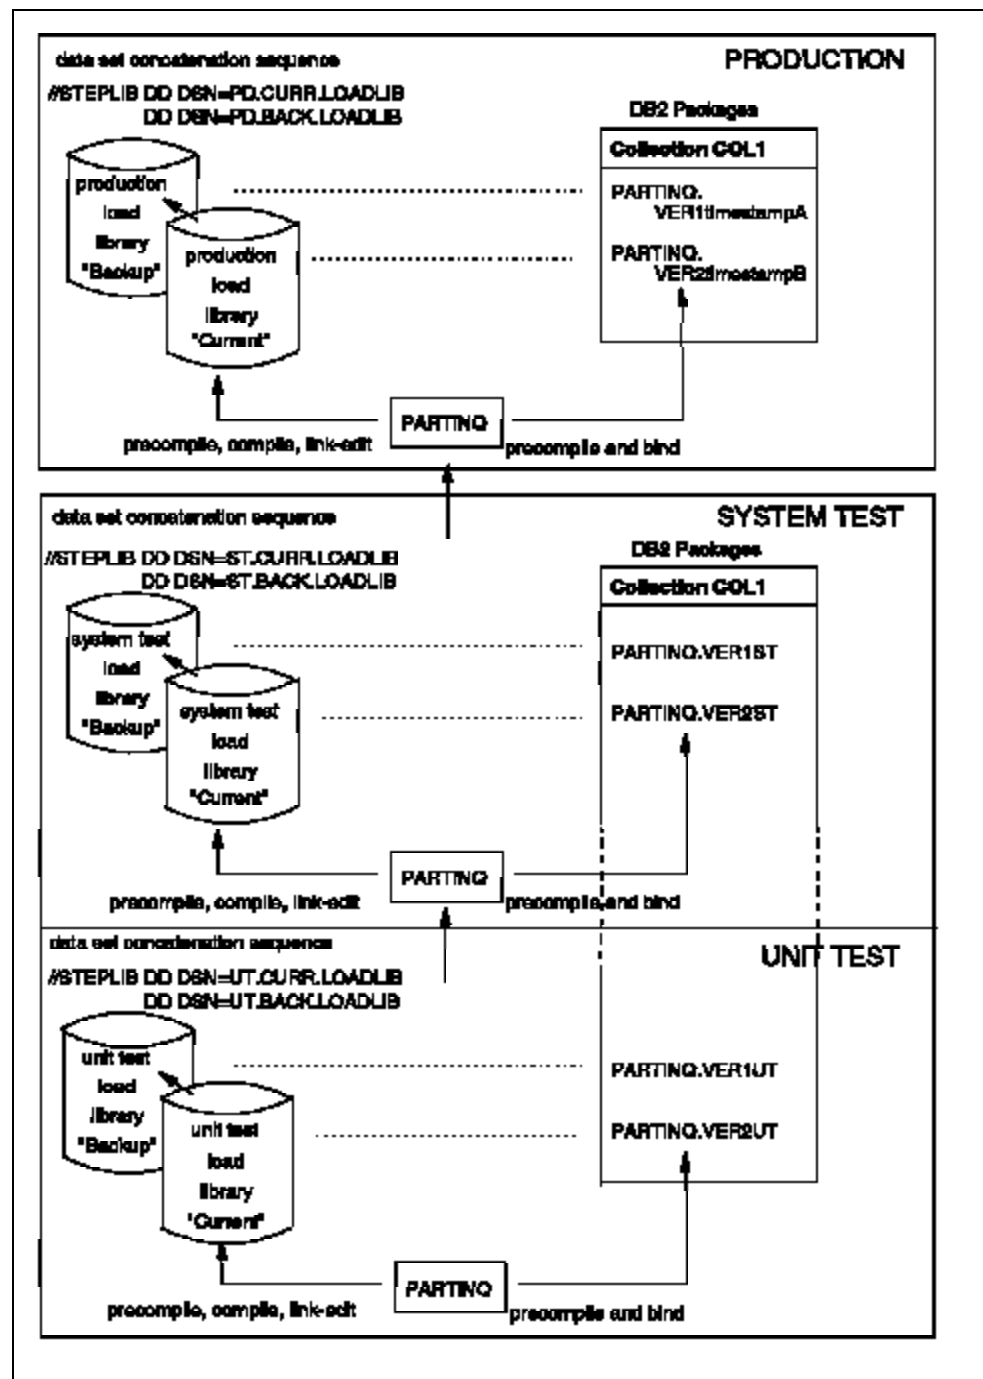 PRODUCTION
data set concatenation sequence
//STEPLIB DD DSN=PD.CURR.LOADLIB
DD DSN=PD.BACK.LOADLIB
DB2 Packages
Collection COL1
production
load
library
"Backup"
production
load
library
"Current"
PARTINQ.
VER1timestampA
PARTINQ.
VER2timestampB
PARTINQ
precompile, compile, link-edit
precompile and bind
SYSTEM TEST
data set concatenation sequence
//STEPLIB DD DSN=ST.CURR.LOADLIB
DD DSN=ST.BACK.LOADLIB
DB2 Packages
Collection COL1
system test
load
library
"Backup"
system test
load
library
"Current"
PARTINQ.VER1ST
PARTINQ.VER2ST
PARTINQ
precompile, compile, link-edit
precompile and bind
UNIT TEST
data set concatenation sequence
//STEPLIB DD DSN=UT.CURR.LOADLIB
DD DSN=UT.BACK.LOADLIB
unit test
load
library
"Backup"
unit test
load
library
"Current"
PARTINQ.VER1UT
PARTINQ.VER2UT
PARTINQ
precompile, compile, link-edit
precompile and bind